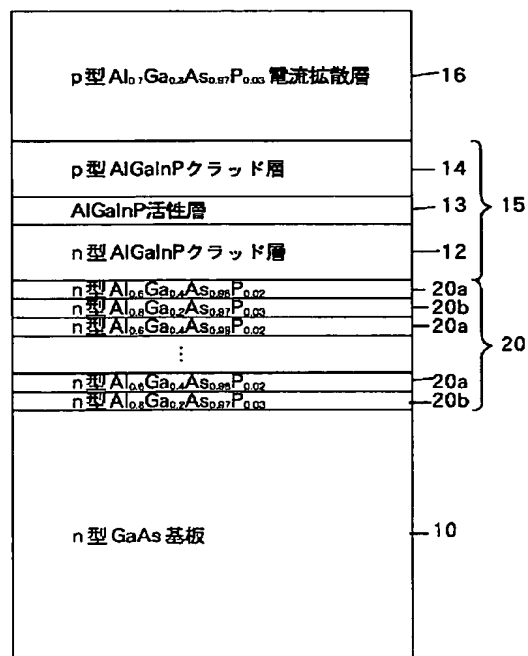 p型Al₀.₇Ga₀.₃As₀.₉₇P₀.₀₃ 電流拡散層 16
p型AlGaInPクラッド層 14
AlGaInP活性層 13
15
n型AlGaInPクラッド層 12
n型Al₀.₆Ga₀.₄As₀.₉₈P₀.₀₂ 20a
n型Al₀.₈Ga₀.₂As₀.₉₇P₀.₀₃ 20b
n型Al₀.₆Ga₀.₄As₀.₉₈P₀.₀₂ 20a
⋮
20
n型Al₀.₆Ga₀.₄As₀.₉₈P₀.₀₂ 20a
n型Al₀.₈Ga₀.₂As₀.₉₇P₀.₀₃ 20b
n型GaAs基板 10